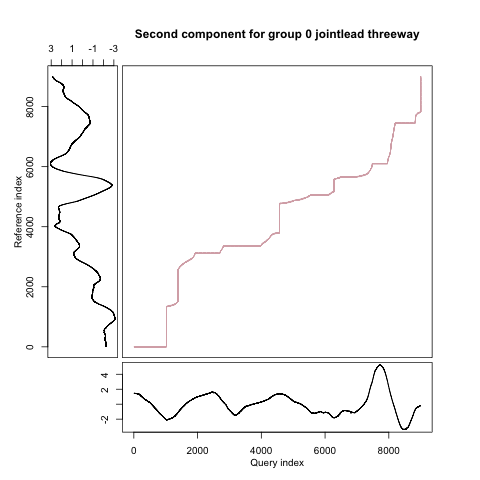 Second component for group 0 jointlead threeway
3 1 -1 -3
Reference index
0 2000 4000 6000 8000
-2 2 4
0 2000 4000 6000 8000
Query index